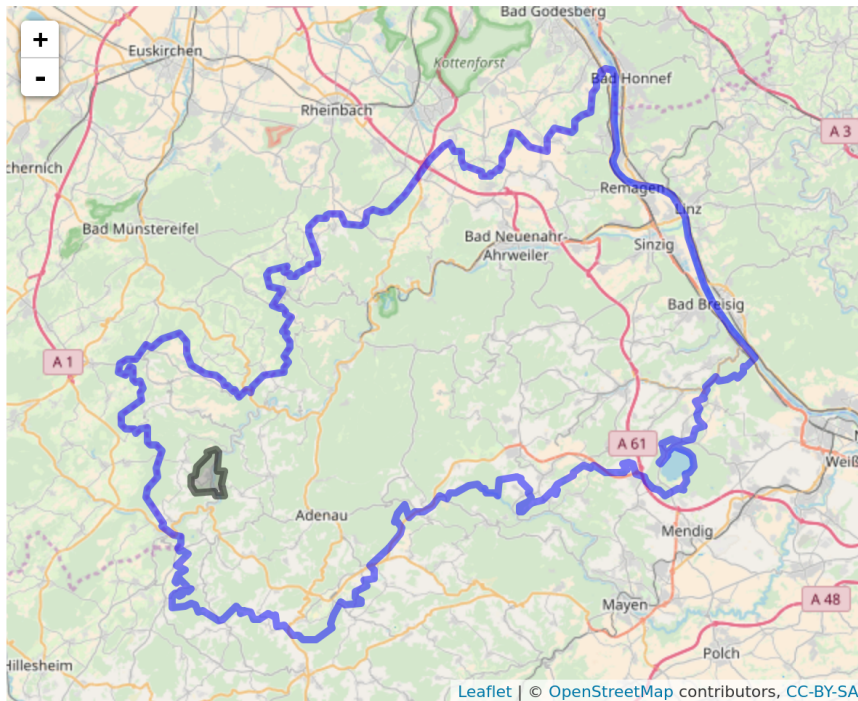 Bad Godesberg
+
Euskirchen
-
Kottenforst
Bad Honnef
Rheinbach
A 3
chernich
Remagen
Linz
Bad Münstereifel
Bad Neuenahr-
Ahrweiler
Sinzig
Bad Breisig
A 1
A 61
Weiß
Adenau
Mendig
Mayen
A 48
Polch
Hillesheim
Leaflet | © OpenStreetMap contributors, CC-BY-SA